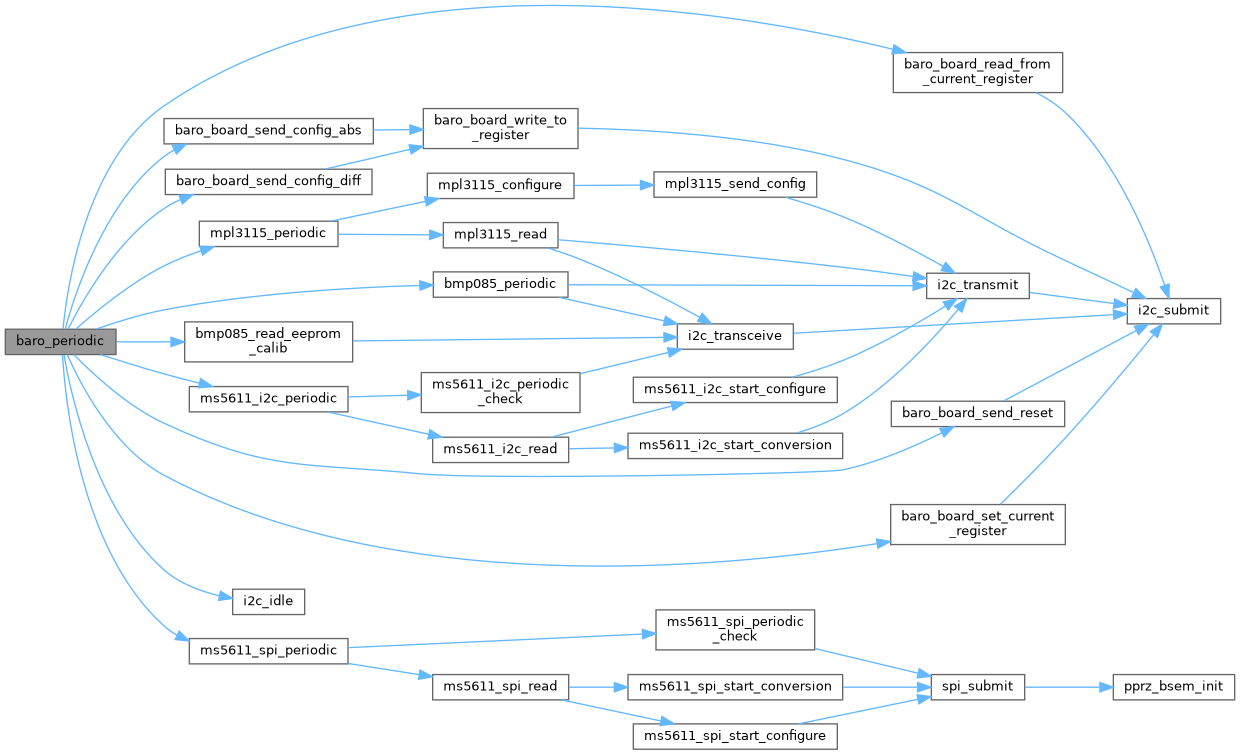 baro_board_read_from
_current_register
baro_board_send_config_abs
baro_board_write_to
_register
baro_board_send_config_diff
mpl3115_configure
mpl3115_send_config
mpl3115_periodic
mpl3115_read
bmp085_periodic
i2c_transmit
i2c_submit
baro_periodic
bmp085_read_eeprom
_calib
i2c_transceive
ms5611_i2c_periodic
ms5611_i2c_periodic
_check
ms5611_i2c_start_configure
baro_board_send_reset
ms5611_i2c_read
ms5611_i2c_start_conversion
baro_board_set_current
_register
i2c_idle
ms5611_spi_periodic
ms5611_spi_periodic
_check
ms5611_spi_read
ms5611_spi_start_conversion
spi_submit
pprz_bsem_init
ms5611_spi_start_configure